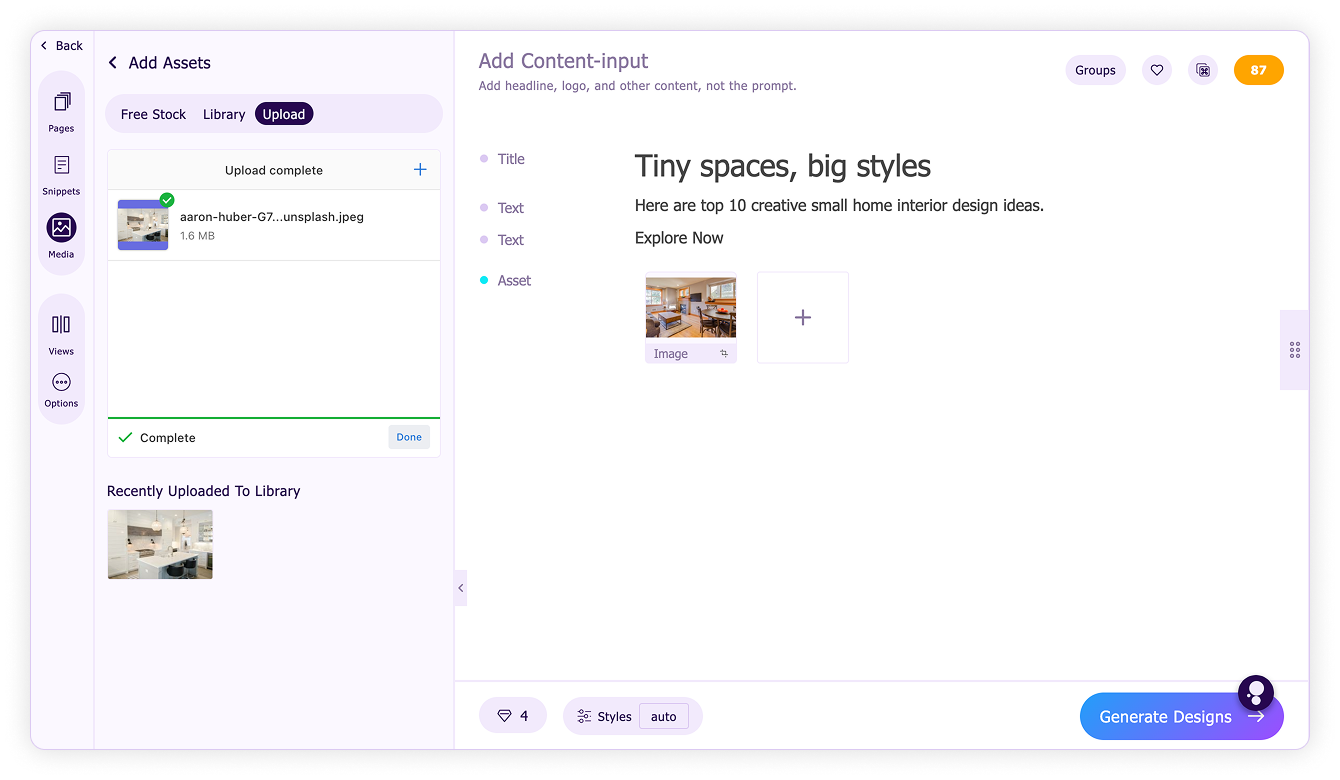 Back
Pages
Snippets
Media
Views
Options
Add Assets
Free Stock Library Upload
Upload complete
aaron-huber-G7...unsplash.jpeg
1.6 MB
Complete
Done
Recently Uploaded To Library
Add Content-input
Add headline, logo, and other content, not the prompt.
Groups
87
Title
Tiny spaces, big styles
Text
Here are top 10 creative small home interior design ideas.
Text
Explore Now
Asset
Image
4
Styles
auto
Generate Designs